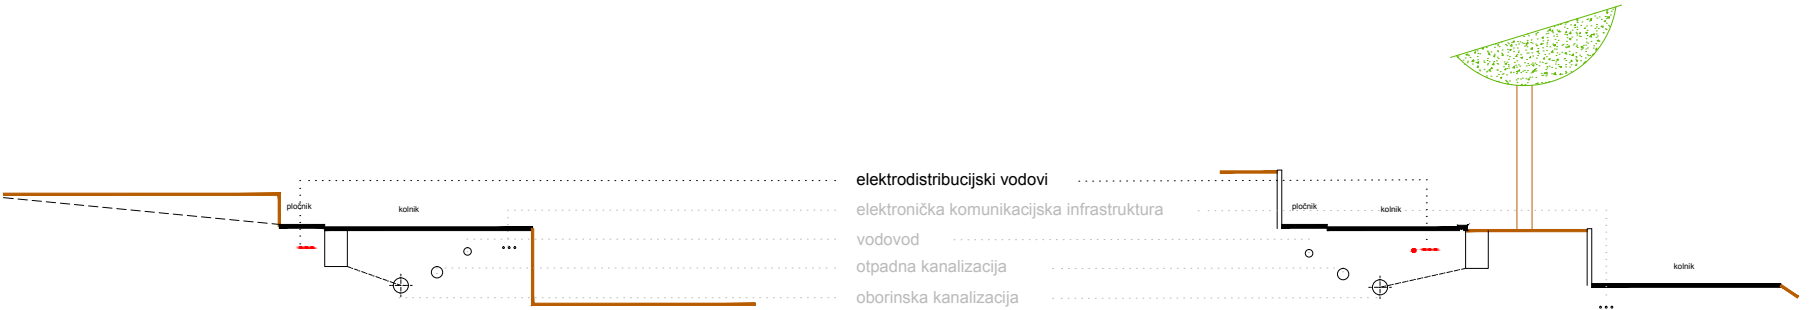 elektrodistribucijski vodovi
pločnik
kolnik
pločnik
kolnik
elektronička komunikacijska infrastruktura
vodovod
otpadna kanalizacija
kolnik
oborinska kanalizacija